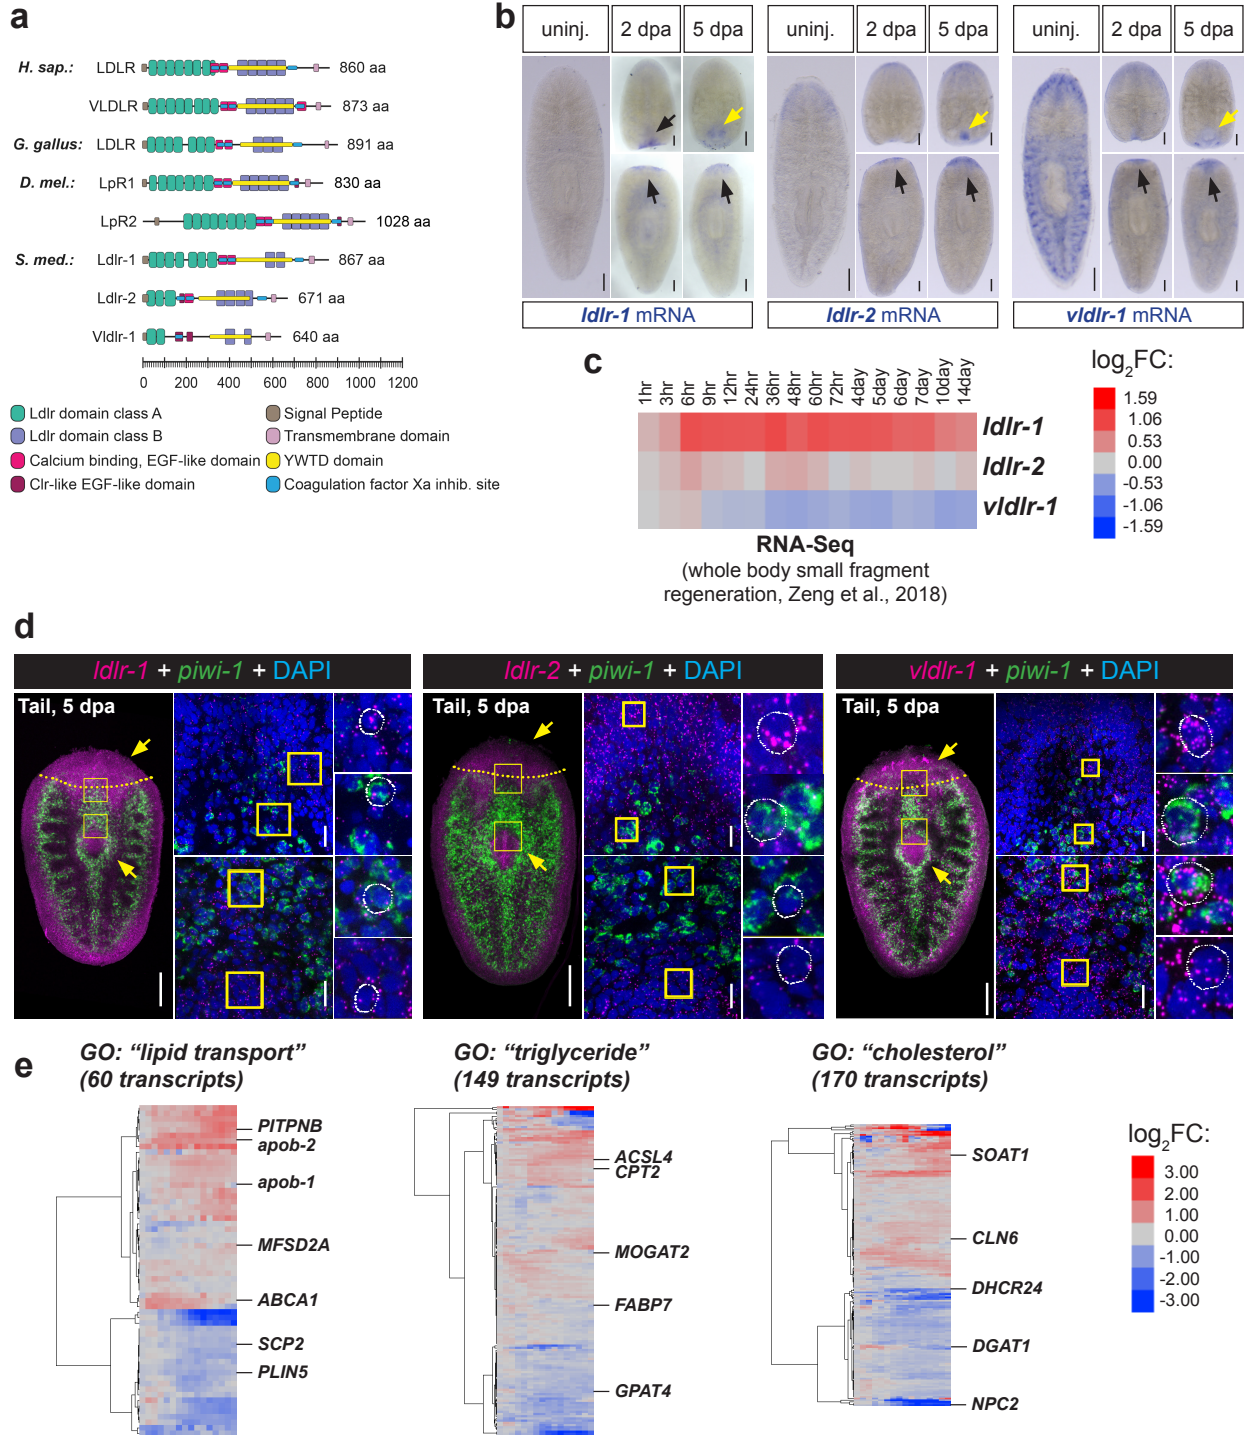 a
H. sap.: LDLR 860 aa
VLDLR 873 aa
G. gallus: LDLR 891 aa
D. mel.: LpR1 830 aa
LpR2 1028 aa
S. med.: Ldlr-1 867 aa
Ldlr-2 671 aa
Vldlr-1 640 aa
0 200 400 600 800 1000 1200
Ldlr domain class A
Ldlr domain class B
Calcium binding, EGF-like domain
Clr-like EGF-like domain
Signal Peptide
Transmembrane domain
YWTD domain
Coagulation factor Xa inhib. site
b
uninj. 2 dpa 5 dpa
ldlr-1 mRNA
uninj. 2 dpa 5 dpa
ldlr-2 mRNA
uninj. 2 dpa 5 dpa
vldlr-1 mRNA
c
1hr 3hr 6hr 9hr 12hr 24hr 36hr 48hr 60hr 72hr 4day 5day 6day 7day 10day 14day
ldlr-1
ldlr-2
vldlr-1
RNA-Seq
(whole body small fragment
regeneration, Zeng et al., 2018)
log2FC:
1.59
1.06
0.53
0.00
-0.53
-1.06
-1.59
d
ldlr-1 + piwi-1 + DAPI
Tail, 5 dpa
ldlr-2 + piwi-1 + DAPI
Tail, 5 dpa
vldlr-1 + piwi-1 + DAPI
Tail, 5 dpa
e
GO: “lipid transport”
(60 transcripts)
PITPNB
apob-2
apob-1
MFSD2A
ABCA1
SCP2
PLIN5
GO: “triglyceride”
(149 transcripts)
ACSL4
CPT2
MOGAT2
FABP7
GPAT4
GO: “cholesterol”
(170 transcripts)
SOAT1
CLN6
DHCR24
DGAT1
NPC2
log2FC:
3.00
2.00
1.00
0.00
-1.00
-2.00
-3.00